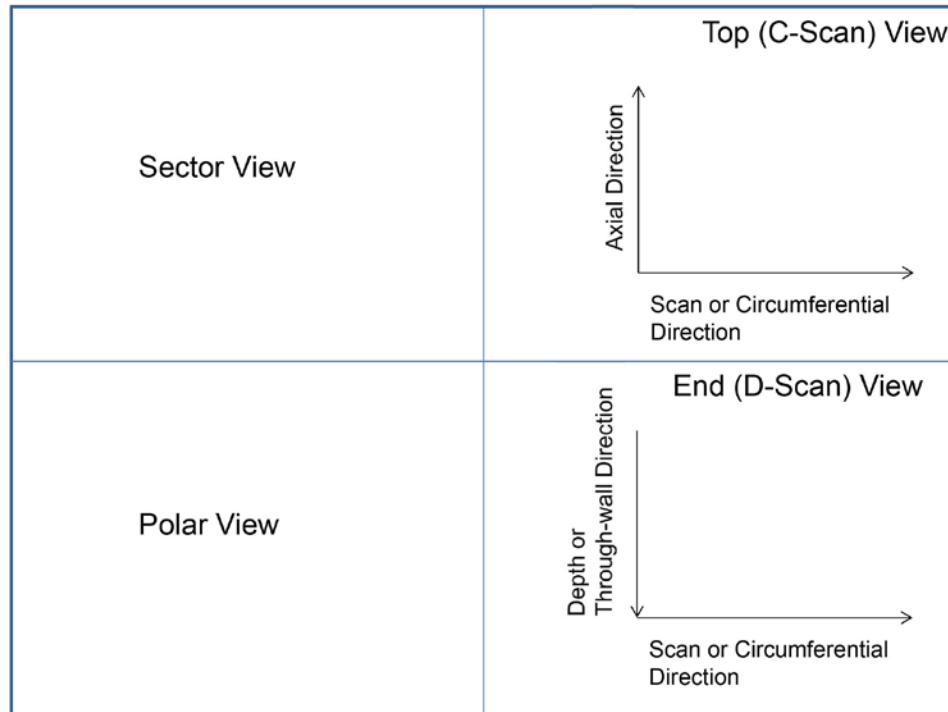 Sector View
Top (C-Scan) View
Axial Direction
Scan or Circumferential
Direction
Polar View
End (D-Scan) View
Depth or
Through-wall Direction
Scan or Circumferential
Direction